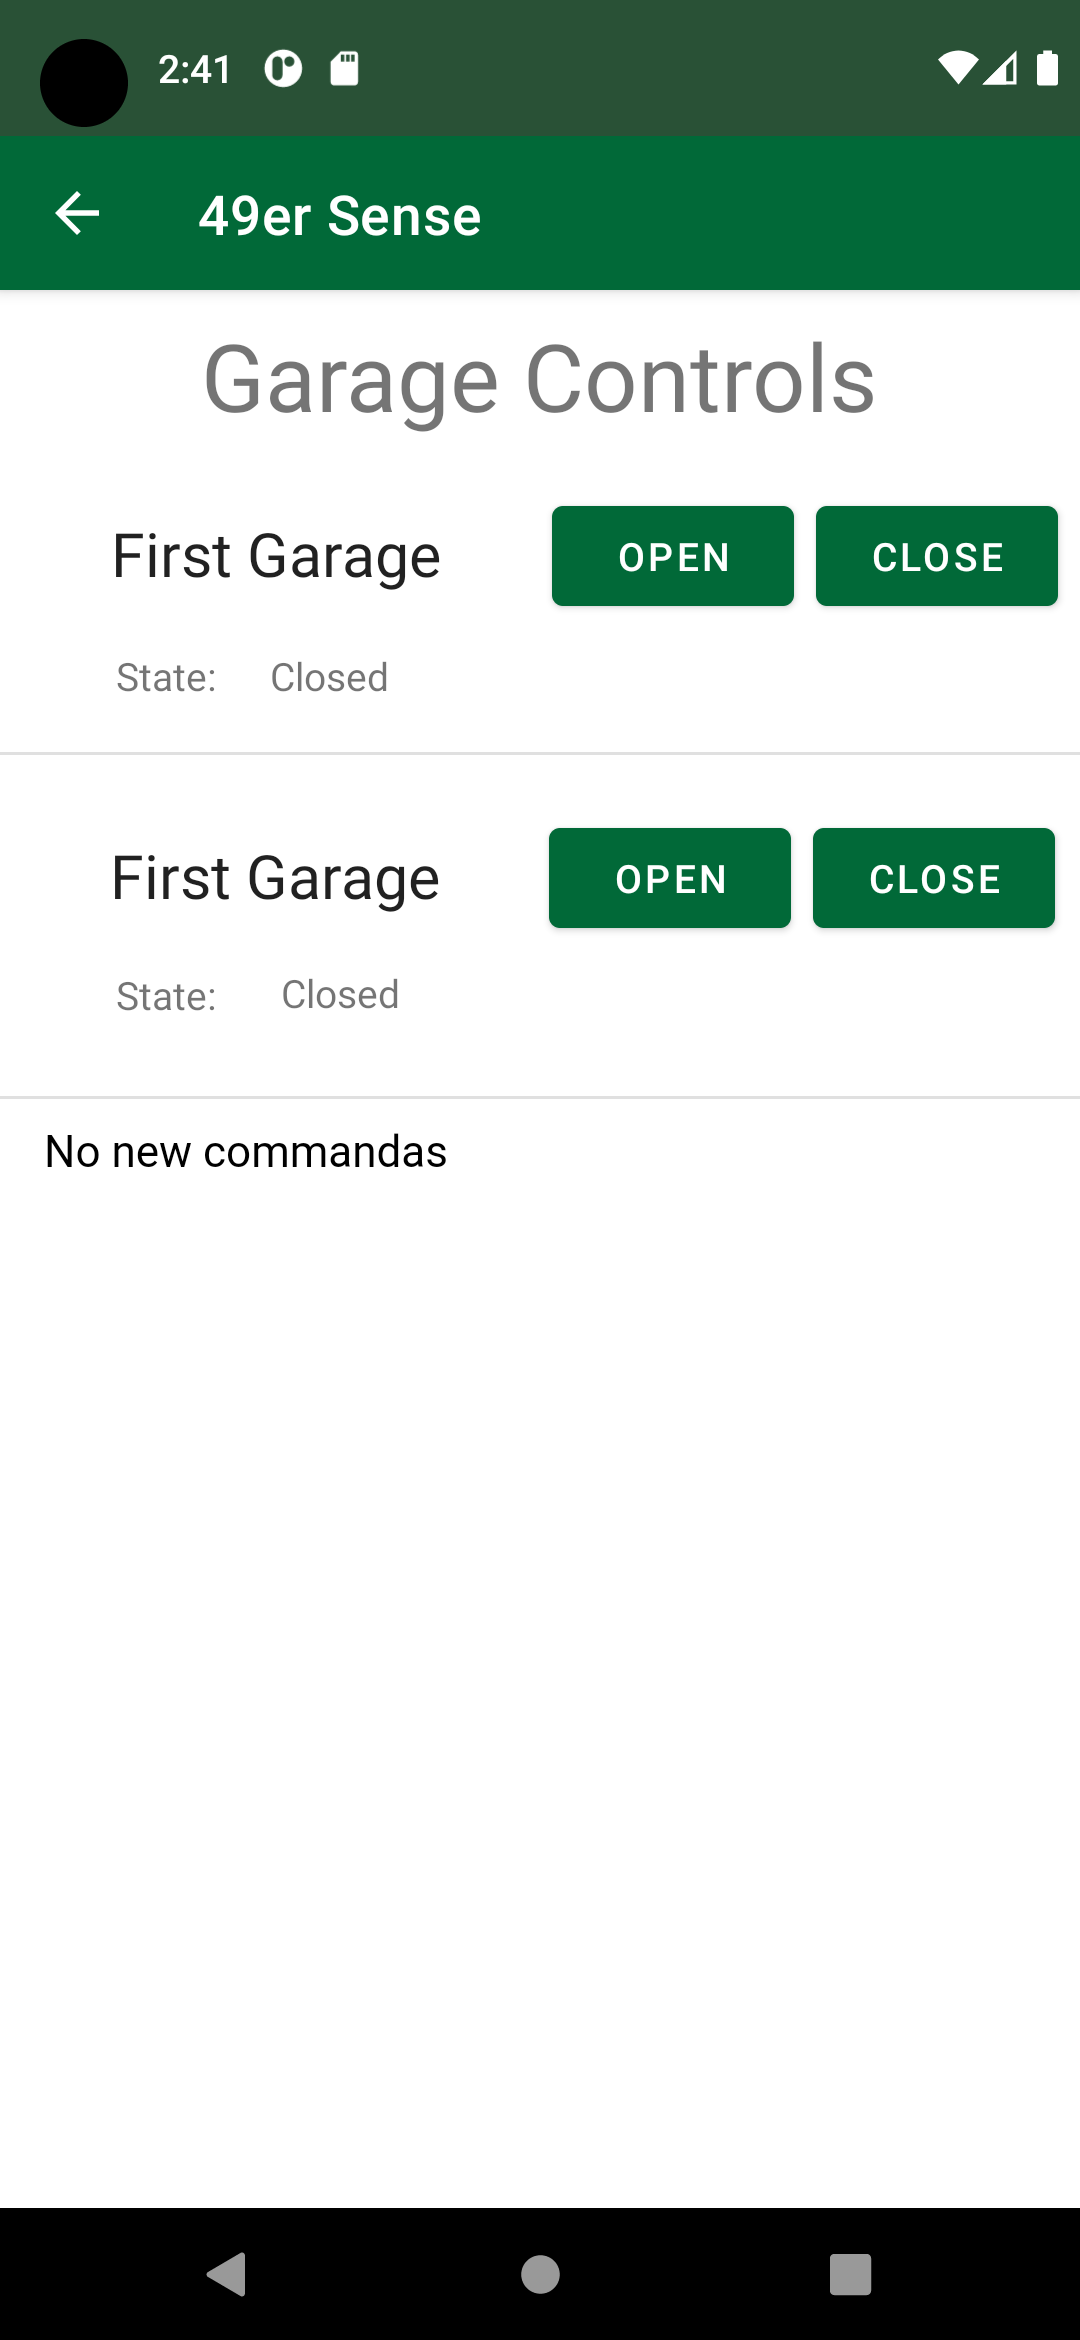 2:41
49er Sense
Garage Controls
First Garage OPEN CLOSE
State: Closed
First Garage OPEN CLOSE
State: Closed
No new commandas